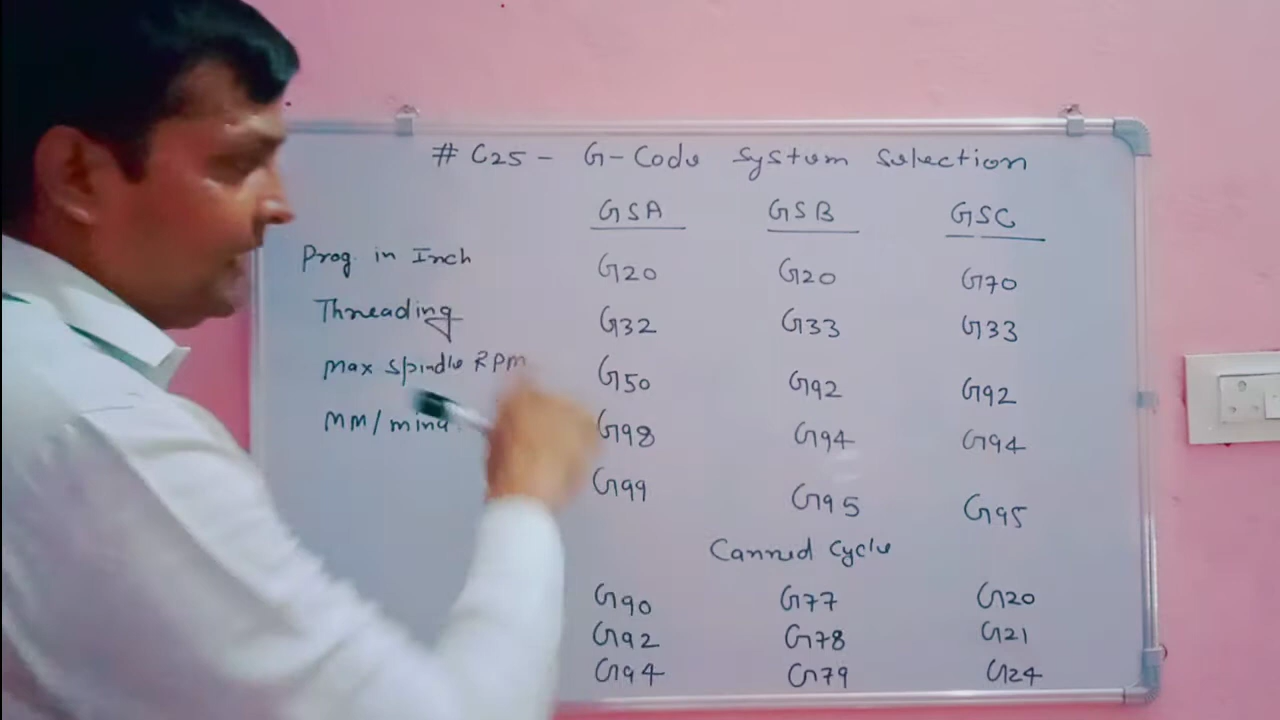 # C25 - G-Code system selection
GSA GSB GSC
Prog. in Inch G20 G20 G70
Threading G32 G33 G33
Max spindle RPM G50 G92 G92
MM/min G98 G94 G94
G99 G95 G95
Canned cycle
G90 G77 G20
G92 G78 G21
G94 G79 G24